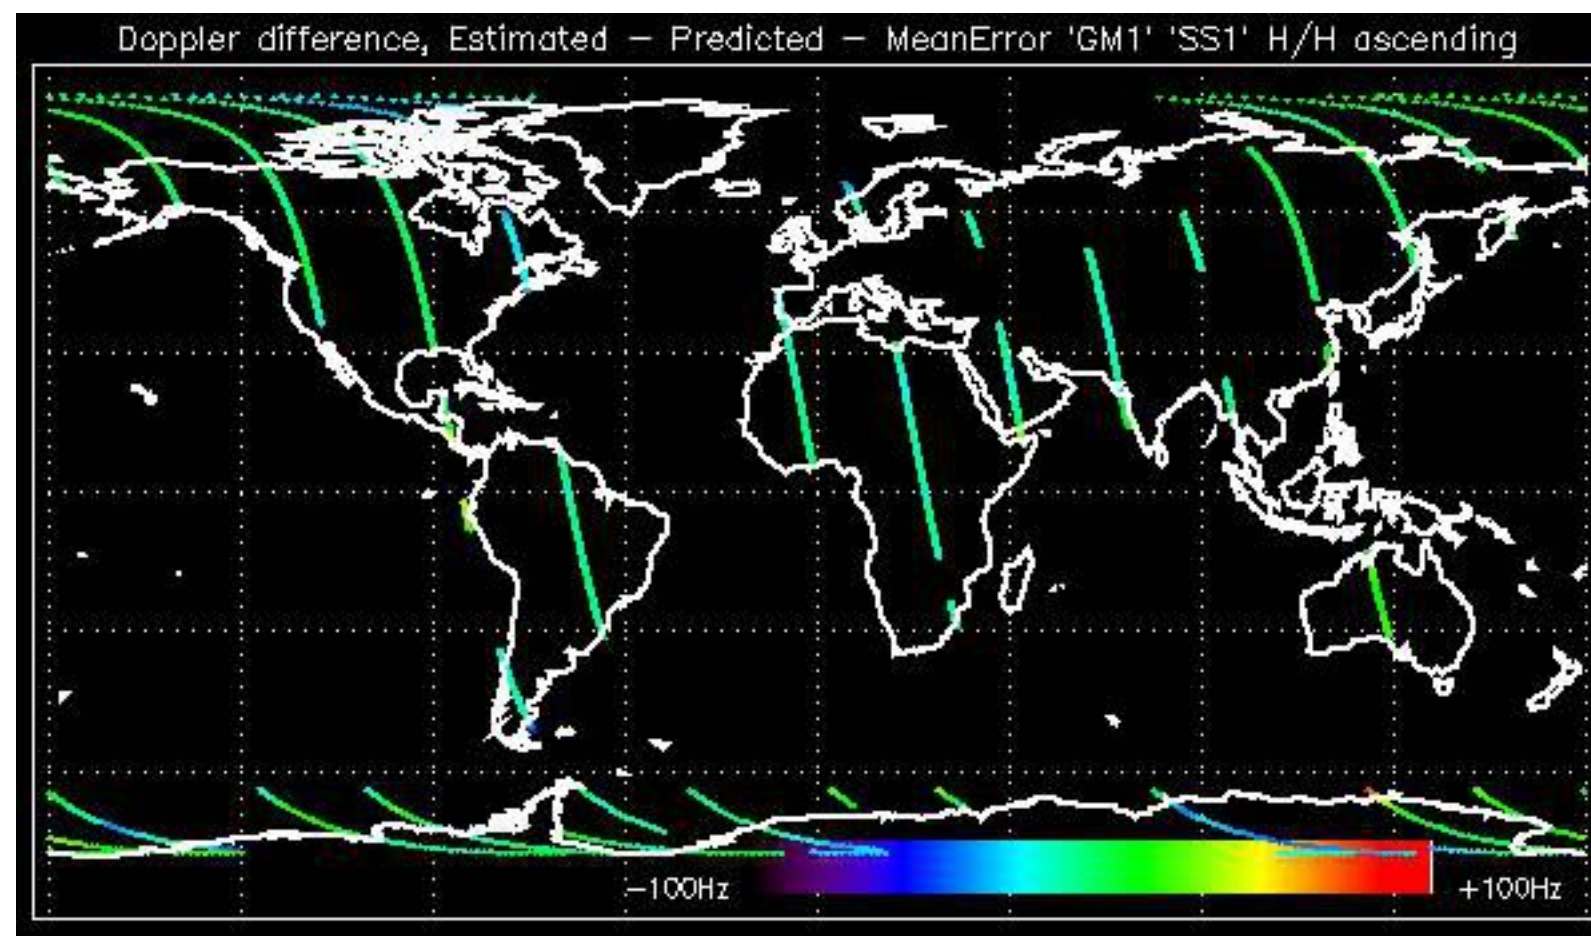 Doppler difference, Estimated – Predicted – MeanError 'GM1' 'SS1' H/H ascending
–100Hz
+100Hz